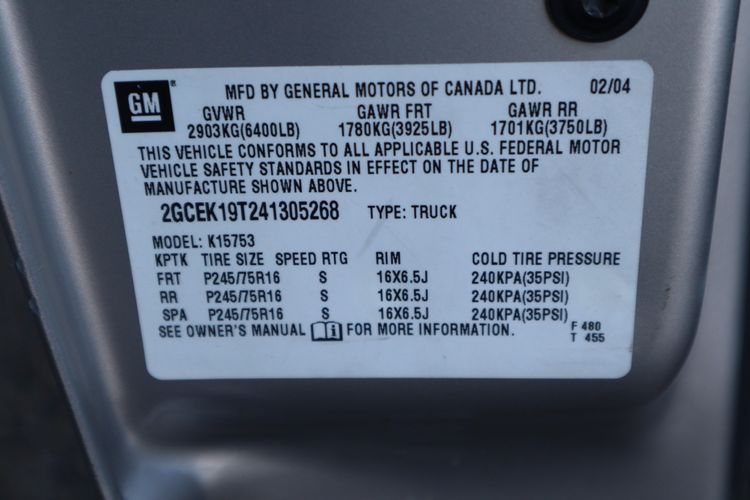 GM ® MFD BY GENERAL MOTORS OF CANADA LTD. 02/04
GVWR GAWR FRT GAWR RR
2903KG(6400LB) 1780KG(3925LB) 1701KG(3750LB)
THIS VEHICLE CONFORMS TO ALL APPLICABLE U.S. FEDERAL MOTOR
VEHICLE SAFETY STANDARDS IN EFFECT ON THE DATE OF
MANUFACTURE SHOWN ABOVE.
2GCEK19T241305268 TYPE: TRUCK
MODEL: K15753
KPTK TIRE SIZE SPEED RTG RIM COLD TIRE PRESSURE
FRT P245/75R16 S 16X6.5J 240KPA(35PSI)
RR P245/75R16 S 16X6.5J 240KPA(35PSI)
SPA P245/75R16 S 16X6.5J 240KPA(35PSI)
SEE OWNER'S MANUAL i FOR MORE INFORMATION. F 480
T 455